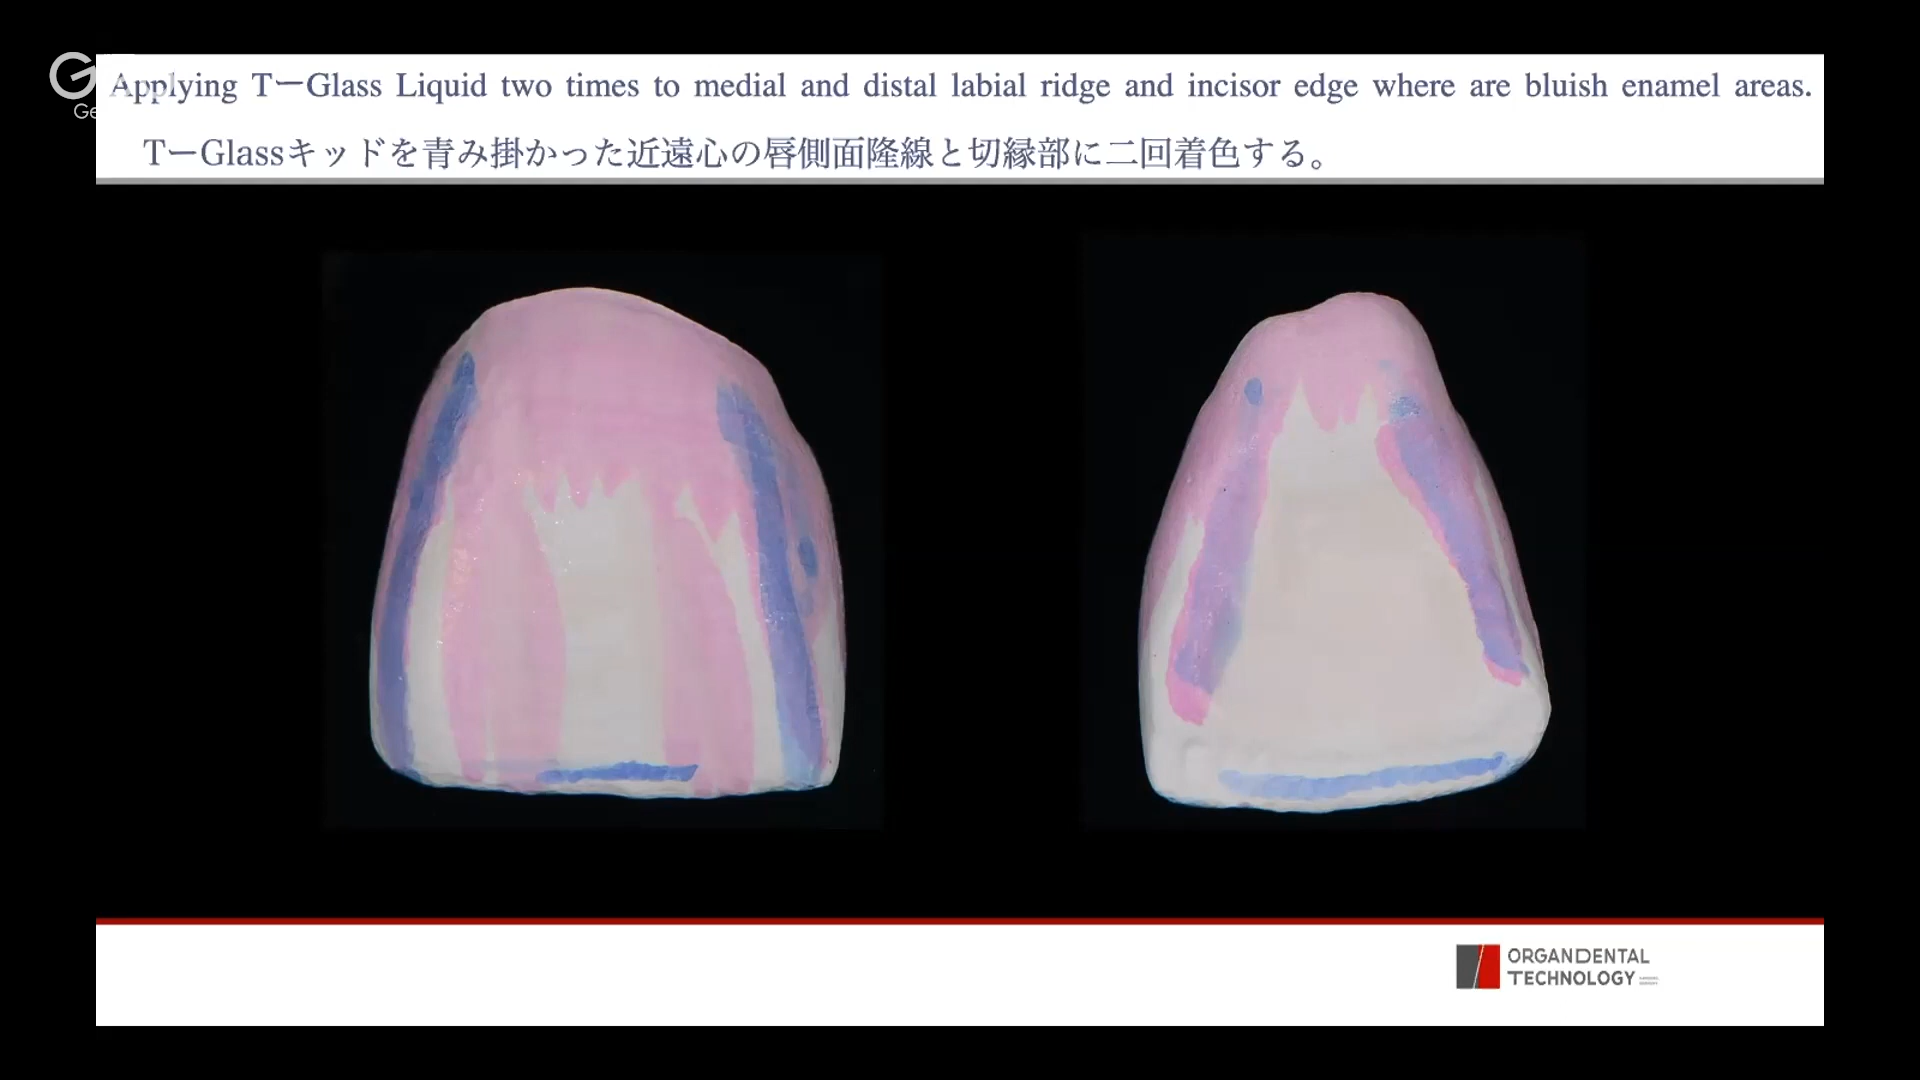 G
Ge
Applying TーGlass Liquid two times to medial and distal labial ridge and incisor edge where are bluish enamel areas.
TーGlassキッドを青み掛かった近遠心の唇側面隆線と切縁部に二回着色する。
ORGANDENTAL
TECHNOLOGY